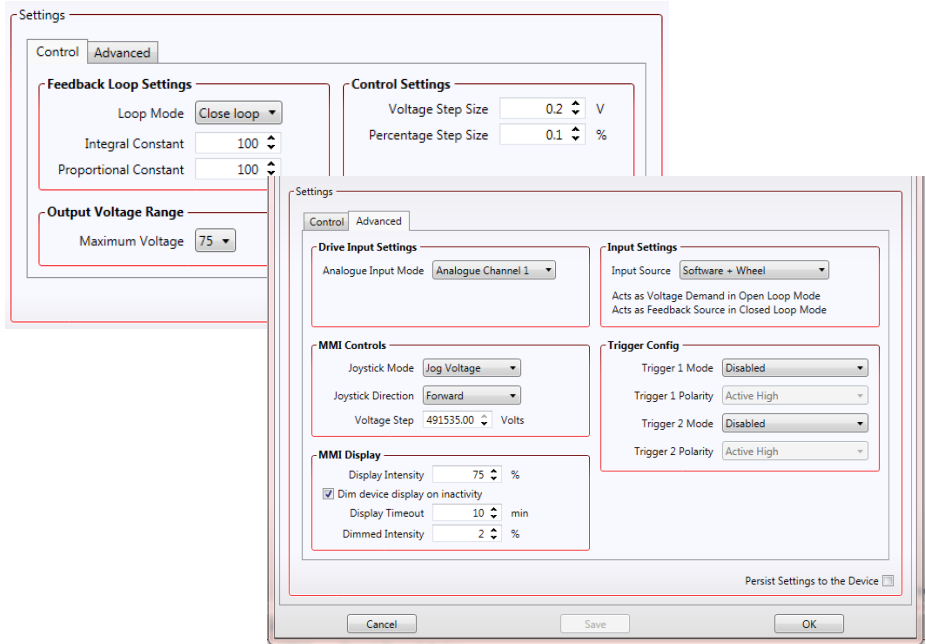 Settings
Control Advanced
Feedback Loop Settings
Loop Mode Close loop
Integral Constant 100
Proportional Constant 100
Control Settings
Voltage Step Size 0.2 V
Percentage Step Size 0.1 %
Output Voltage Range
Maximum Voltage 75
Settings
Control Advanced
Drive Input Settings
Analogue Input Mode Analogue Channel 1
Input Settings
Input Source Software + Wheel
Acts as Voltage Demand in Open Loop Mode
Acts as Feedback Source in Closed Loop Mode
MMI Controls
Joystick Mode Jog Voltage
Joystick Direction Forward
Voltage Step 491535.00 Volts
Trigger Config
Trigger 1 Mode Disabled
Trigger 1 Polarity Active High
Trigger 2 Mode Disabled
Trigger 2 Polarity Active High
MMI Display
Display Intensity 75 %
Dim device display on inactivity
Display Timeout 10 min
Dimmed Intensity 2 %
Persist Settings to the Device
Cancel Save OK